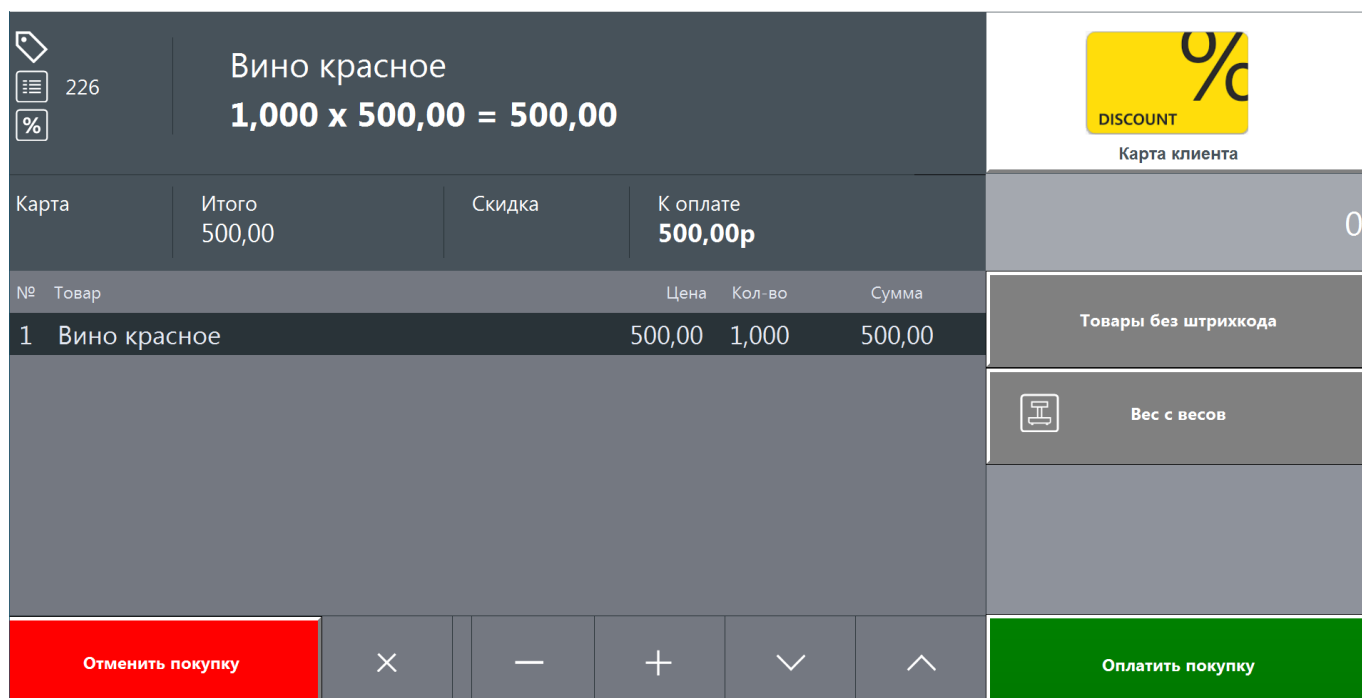 226
Вино красное
1,000 x 500,00 = 500,00
%
DISCOUNT
Карта клиента
Карта Итого Скидка К оплате
500,00 500,00р
0
№ Товар Цена Кол-во Сумма
1 Вино красное 500,00 1,000 500,00
Товары без штрихкода
Вес с весов
Отменить покупку
Оплатить покупку